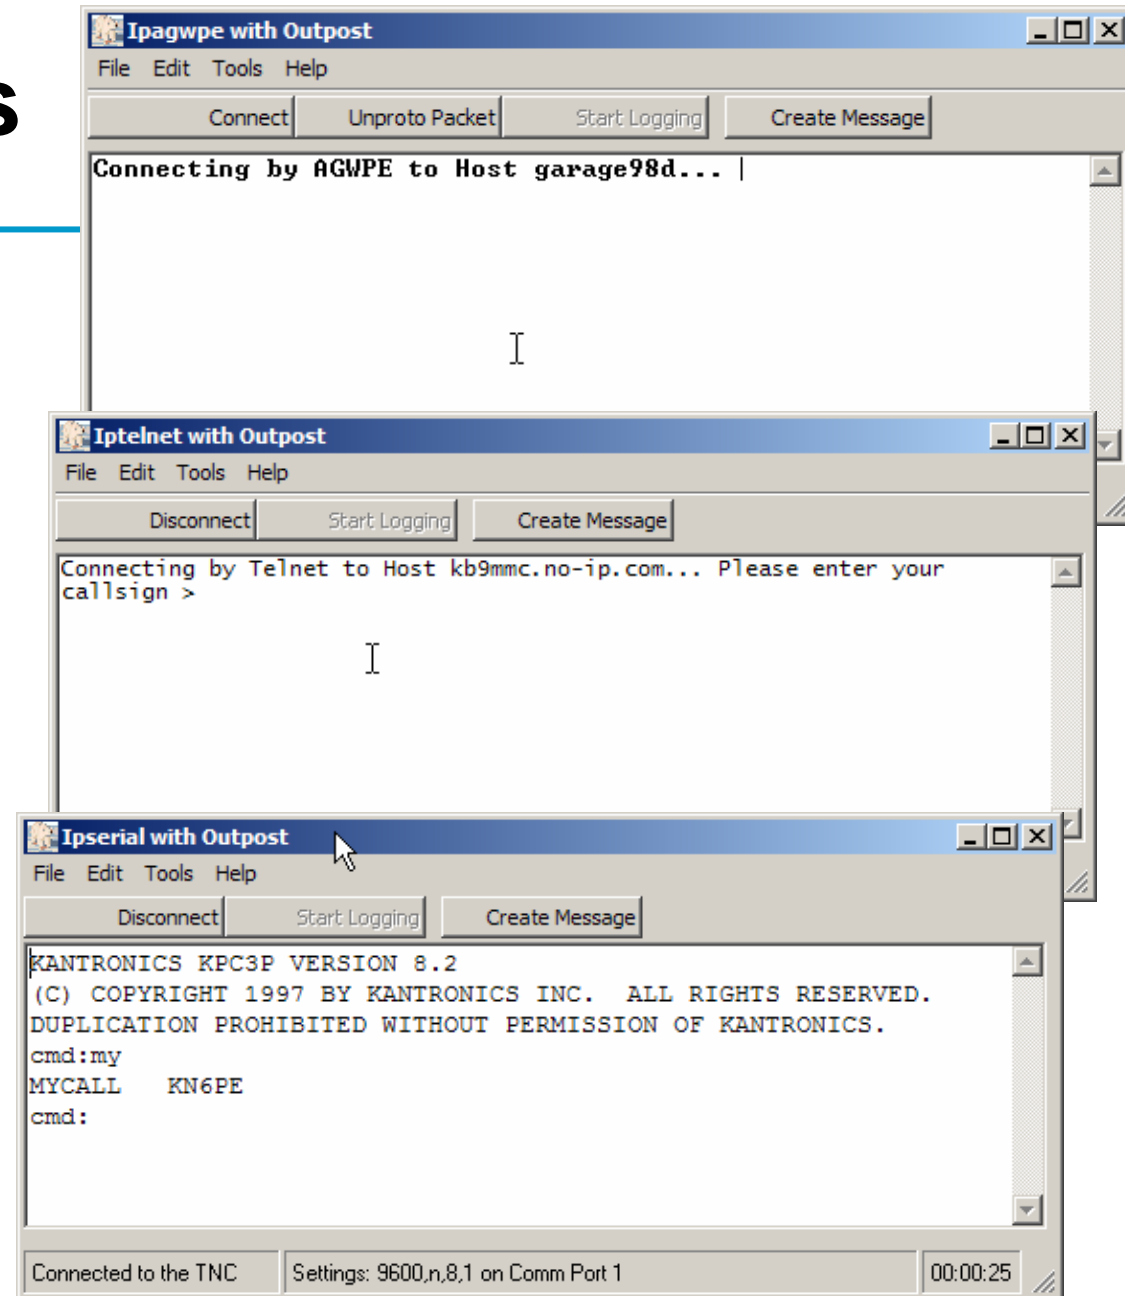 s
Ipagwpe with Outpost
File Edit Tools Help
Connect Unproto Packet Start Logging Create Message
Connecting by AGWPE to Host garage98d...
Iptelnet with Outpost
File Edit Tools Help
Disconnect Start Logging Create Message
Connecting by Telnet to Host kb9mmc.no-ip.com... Please enter your
callsign >
Ipserial with Outpost
File Edit Tools Help
Disconnect Start Logging Create Message
KANTRONICS KPC3P VERSION 8.2
(C) COPYRIGHT 1997 BY KANTRONICS INC. ALL RIGHTS RESERVED.
DUPLICATION PROHIBITED WITHOUT PERMISSION OF KANTRONICS.
cmd:my
MYCALL KN6PE
cmd:
Connected to the TNC Settings: 9600,n,8,1 on Comm Port 1 00:00:25